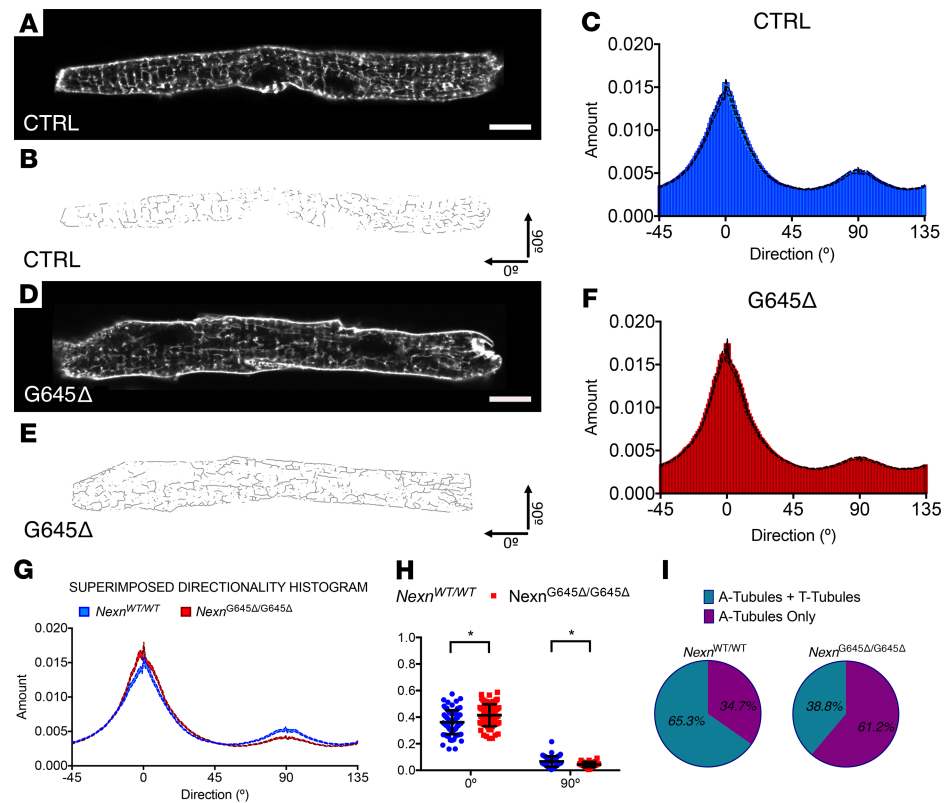 A
CTRL
B
CTRL
90º
0º
C
CTRL
0.020
0.015
0.010
0.005
0.000
Amount
-45
0
45
90
135
Direction (º)
D
G645Δ
E
G645Δ
90º
0º
F
G645Δ
0.020
0.015
0.010
0.005
0.000
Amount
-45
0
45
90
135
Direction (º)
G
SUPERIMPOSED DIRECTIONALITY HISTOGRAM
Nexn^WT/WT
Nexn^G645Δ/G645Δ
0.020
0.015
0.010
0.005
0.000
Amount
-45
0
45
90
135
Direction (º)
H
Nexn^WT/WT
Nexn^G645Δ/G645Δ
1.0
0.8
0.6
0.4
0.2
0.0
*
*
0º
90º
I
A-Tubules + T-Tubules
A-Tubules Only
Nexn^WT/WT
Nexn^G645Δ/G645Δ
34.7%
65.3%
38.8%
61.2%